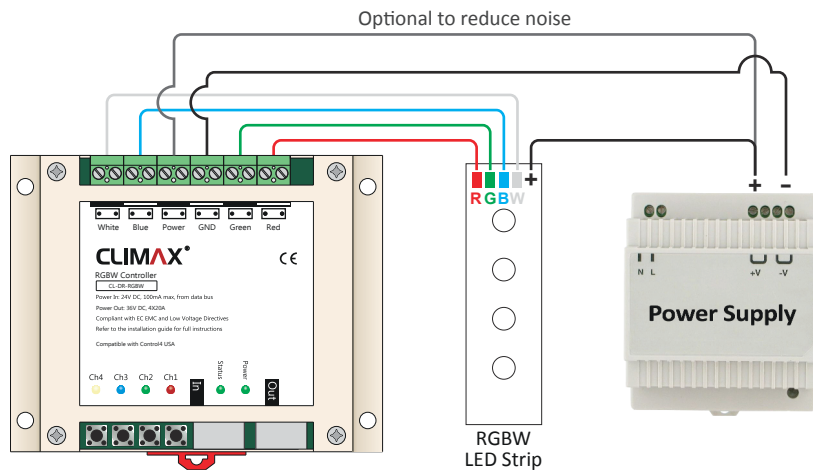 Optional to reduce noise
R G B W +
+ -
White Blue Power GND Green Red
CLIMAX®
CE
RGBW Controller
CL-DR-RGBW
Power In: 24V DC, 100mA max, from data bus
Power Out: 36V DC, 4X20A
Compliant with EC EMC and Low Voltage Directives
Refer to the installation guide for full instructions
Compatible with Control4 USA
Ch4 Ch3 Ch2 Ch1 In Status Power Out
N L +V -V
Power Supply
RGBW
LED Strip